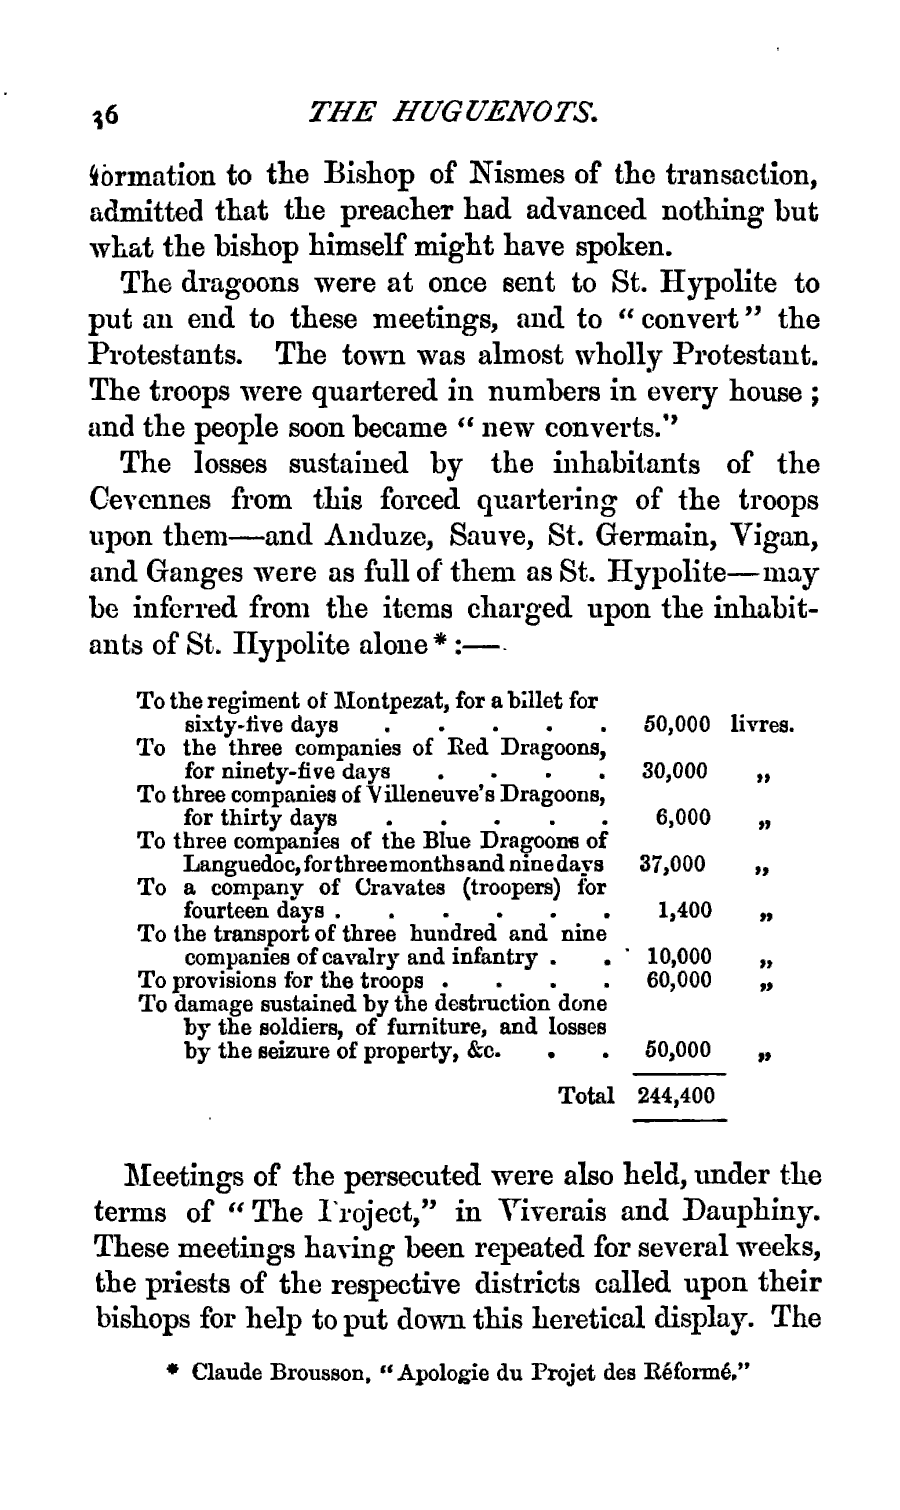 36 THE HUGUENOTS.
formation to the Bishop of Nismes of the transaction,
admitted that the preacher had advanced nothing but
what the bishop himself might have spoken.
The dragoons were at once sent to St. Hypolite to
put an end to these meetings, and to “convert” the
Protestants. The town was almost wholly Protestant.
The troops were quartered in numbers in every house;
and the people soon became “new converts.”
The losses sustained by the inhabitants of the
Cevennes from this forced quartering of the troops
upon them—and Anduze, Sauve, St. Germain, Vigan,
and Ganges were as full of them as St. Hypolite—may
be inferred from the items charged upon the inhabit-
ants of St. Hypolite alone * :—
To the regiment of Montpezat, for a billet for
sixty-five days . . . . . 50,000 livres.
To the three companies of Red Dragoons,
for ninety-five days . . . . 30,000 „
To three companies of Villeneuve's Dragoons,
for thirty days . . . . . 6,000 „
To three companies of the Blue Dragoons of
Languedoc, for three months and nine days 37,000 „
To a company of Cravates (troopers) for
fourteen days . . . . . . 1,400 „
To the transport of three hundred and nine
companies of cavalry and infantry . . 10,000 „
To provisions for the troops . . . . 60,000 „
To damage sustained by the destruction done
by the soldiers, of furniture, and losses
by the seizure of property, &c. . . 50,000 „
Total 244,400
Meetings of the persecuted were also held, under the
terms of “The Project,” in Viverais and Dauphiny.
These meetings having been repeated for several weeks,
the priests of the respective districts called upon their
bishops for help to put down this heretical display. The
* Claude Brousson, “Apologie du Projet des Réformé.”